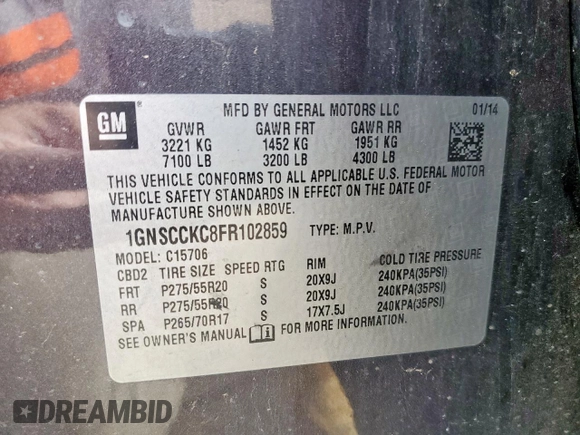 GM
MFD BY GENERAL MOTORS LLC 01/14
GVWR GAWR FRT GAWR RR
3221 KG 1452 KG 1951 KG
7100 LB 3200 LB 4300 LB
THIS VEHICLE CONFORMS TO ALL APPLICABLE U.S. FEDERAL MOTOR
VEHICLE SAFETY STANDARDS IN EFFECT ON THE DATE OF
MANUFACTURE SHOWN ABOVE.
1GNSCCKC8FR102859 TYPE: M.P.V.
MODEL: C15706
CBD2 TIRE SIZE SPEED RTG RIM COLD TIRE PRESSURE
FRT P275/55R20 S 20X9J 240KPA(35PSI)
RR P275/55R20 S 20X9J 240KPA(35PSI)
SPA P265/70R17 S 17X7.5J 240KPA(35PSI)
SEE OWNER'S MANUAL FOR MORE INFORMATION.
DREAMBID